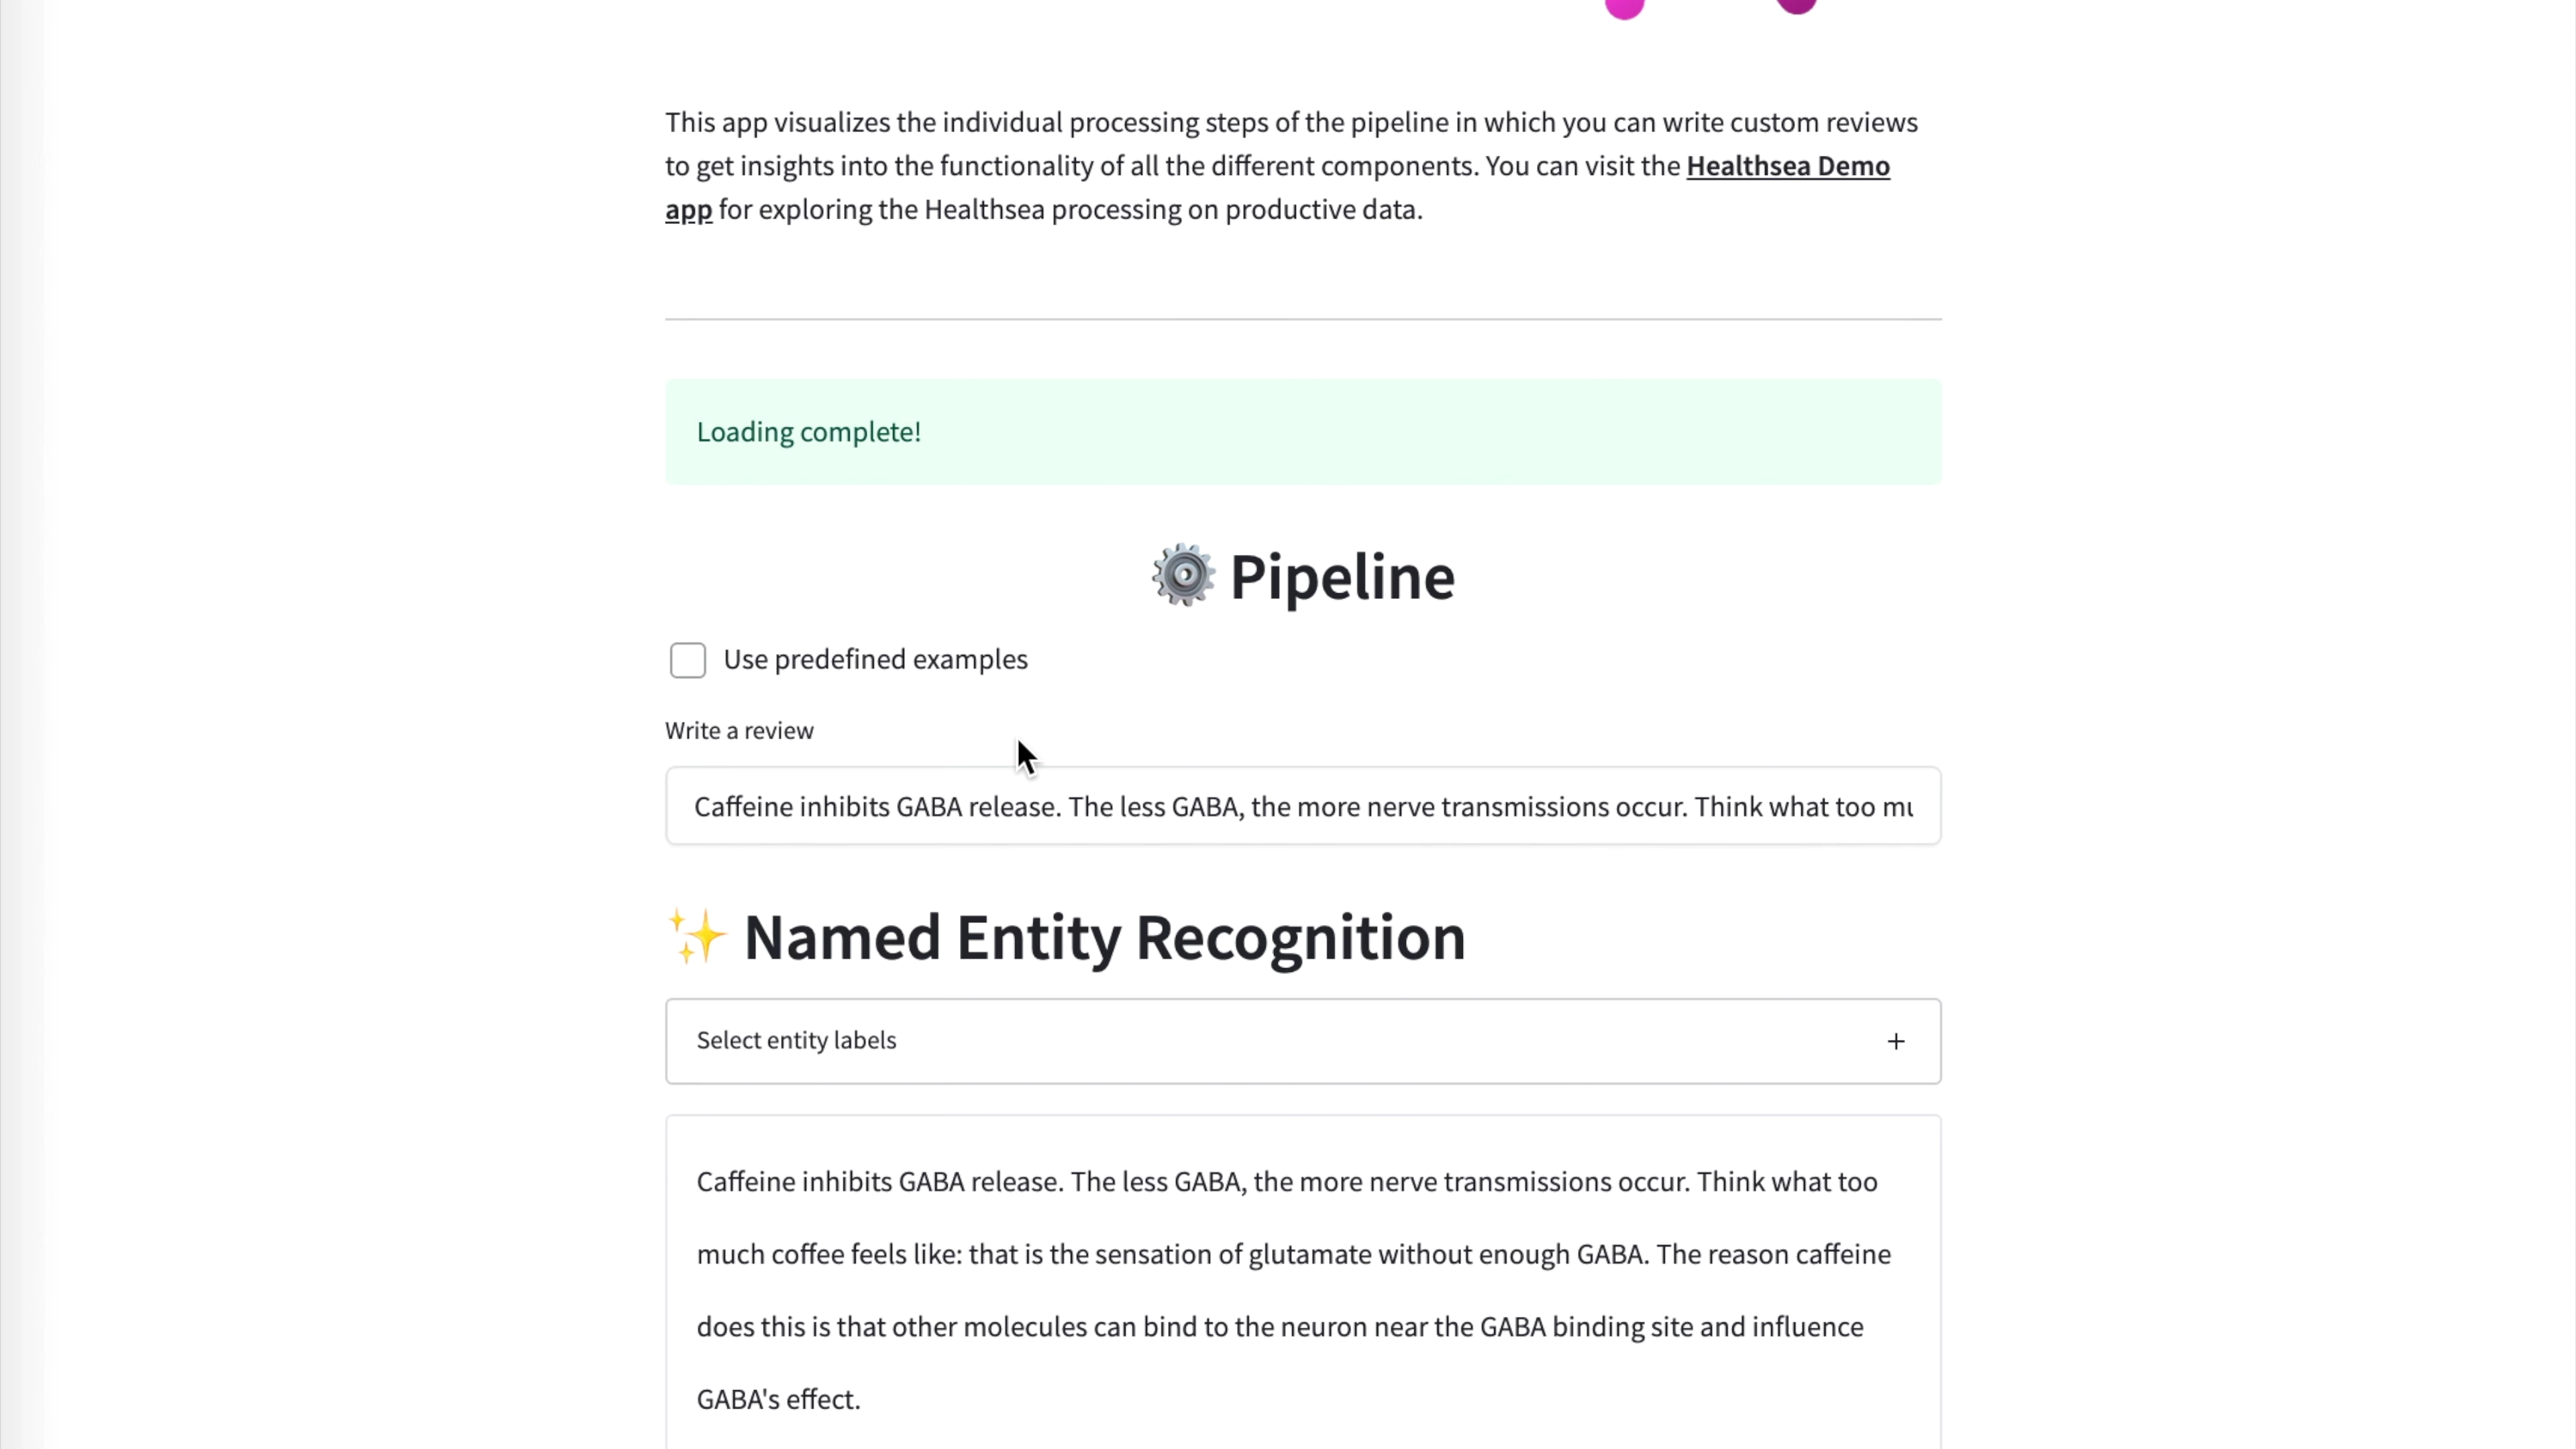 This app visualizes the individual processing steps of the pipeline in which you can write custom reviews
to get insights into the functionality of all the different components. You can visit the Healthsea Demo
app for exploring the Healthsea processing on productive data.
Loading complete!
Pipeline
Use predefined examples
Write a review
Caffeine inhibits GABA release. The less GABA, the more nerve transmissions occur. Think what too mu
Named Entity Recognition
Select entity labels
+
Caffeine inhibits GABA release. The less GABA, the more nerve transmissions occur. Think what too
much coffee feels like: that is the sensation of glutamate without enough GABA. The reason caffeine
does this is that other molecules can bind to the neuron near the GABA binding site and influence
GABA's effect.